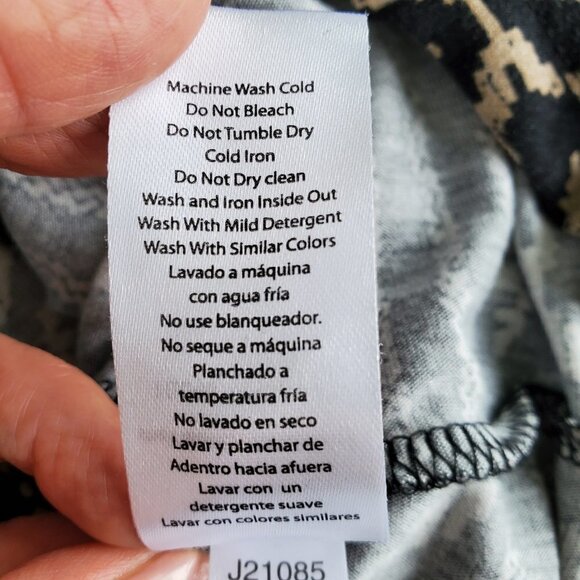 Machine Wash Cold
Do Not Bleach
Do Not Tumble Dry
Cold Iron
Do Not Dry clean
Wash and Iron Inside Out
Wash With Mild Detergent
Wash With Similar Colors
Lavado a máquina
con agua fría
No use blanqueador.
No seque a máquina
Planchado a
temperatura fría
No lavado en seco
Lavar y planchar de
Adentro hacia afuera
Lavar con un
detergente suave
Lavar con colores similares
J21085